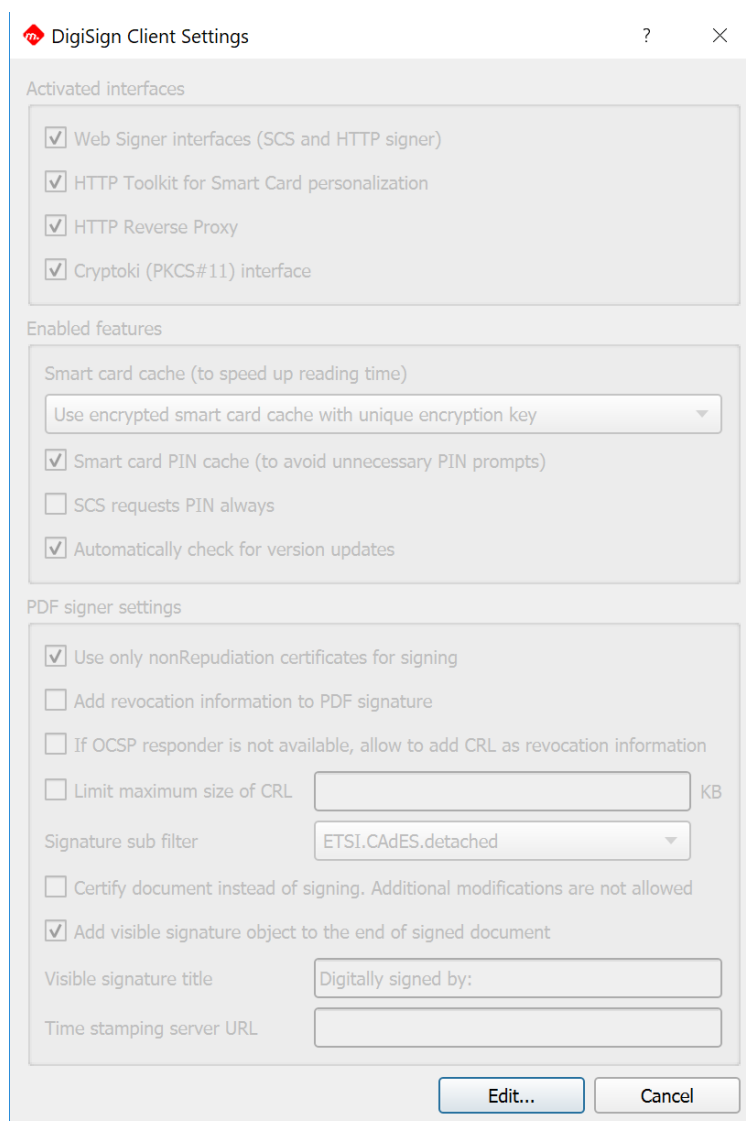 m. DigiSign Client Settings ? ×
Activated interfaces
Web Signer interfaces (SCS and HTTP signer)
HTTP Toolkit for Smart Card personalization
HTTP Reverse Proxy
Cryptoki (PKCS#11) interface
Enabled features
Smart card cache (to speed up reading time)
Use encrypted smart card cache with unique encryption key
Smart card PIN cache (to avoid unnecessary PIN prompts)
SCS requests PIN always
Automatically check for version updates
PDF signer settings
Use only nonRepudiation certificates for signing
Add revocation information to PDF signature
If OCSP responder is not available, allow to add CRL as revocation information
Limit maximum size of CRL KB
Signature sub filter ETSI.CAdES.detached
Certify document instead of signing. Additional modifications are not allowed
Add visible signature object to the end of signed document
Visible signature title Digitally signed by:
Time stamping server URL
Edit... Cancel